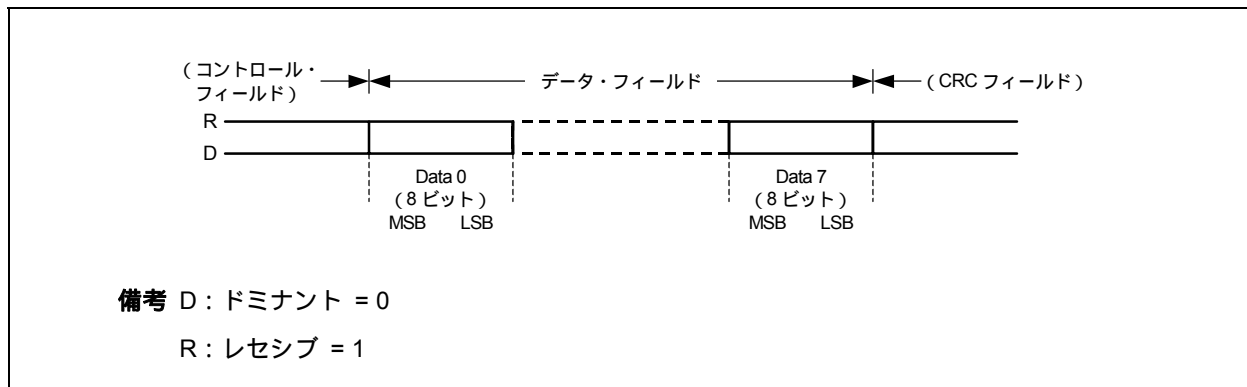 （コントロール・
フィールド）
データ・フィールド
（CRC フィールド）
R
D
Data 0
（8 ビット）
MSB LSB
Data 7
（8 ビット）
MSB LSB
備考 D：ドミナント = 0
R：レセシブ = 1